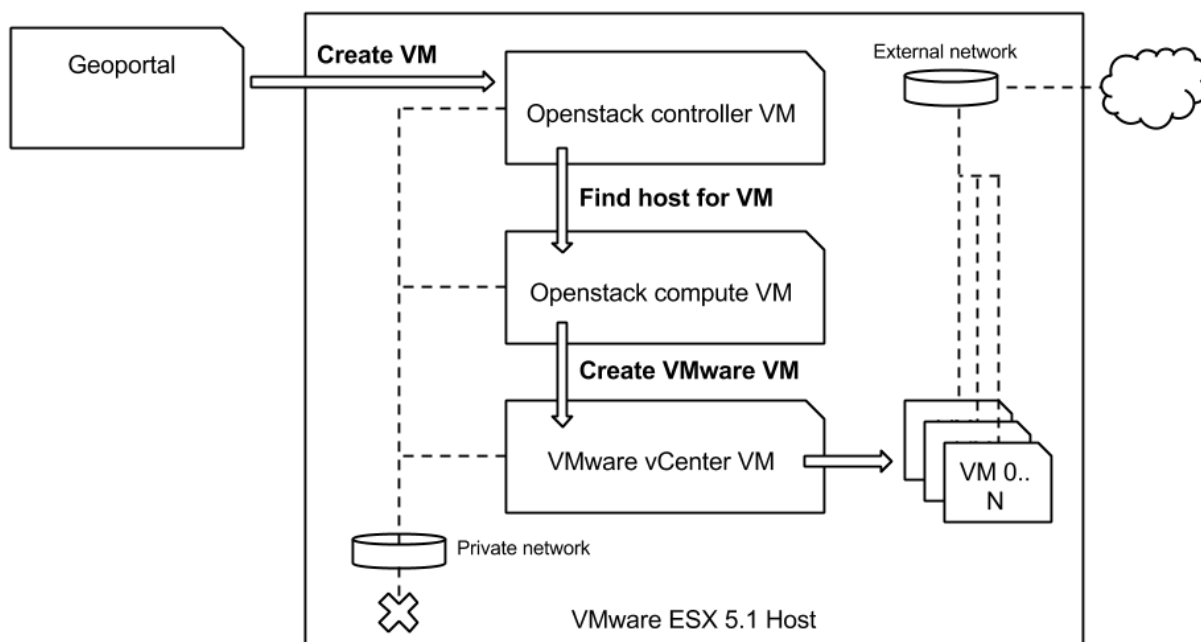 Geoportal
Create VM
External network
Openstack controller VM
Find host for VM
Openstack compute VM
Create VMware VM
VMware vCenter VM
VM 0..
N
Private network
VMware ESX 5.1 Host